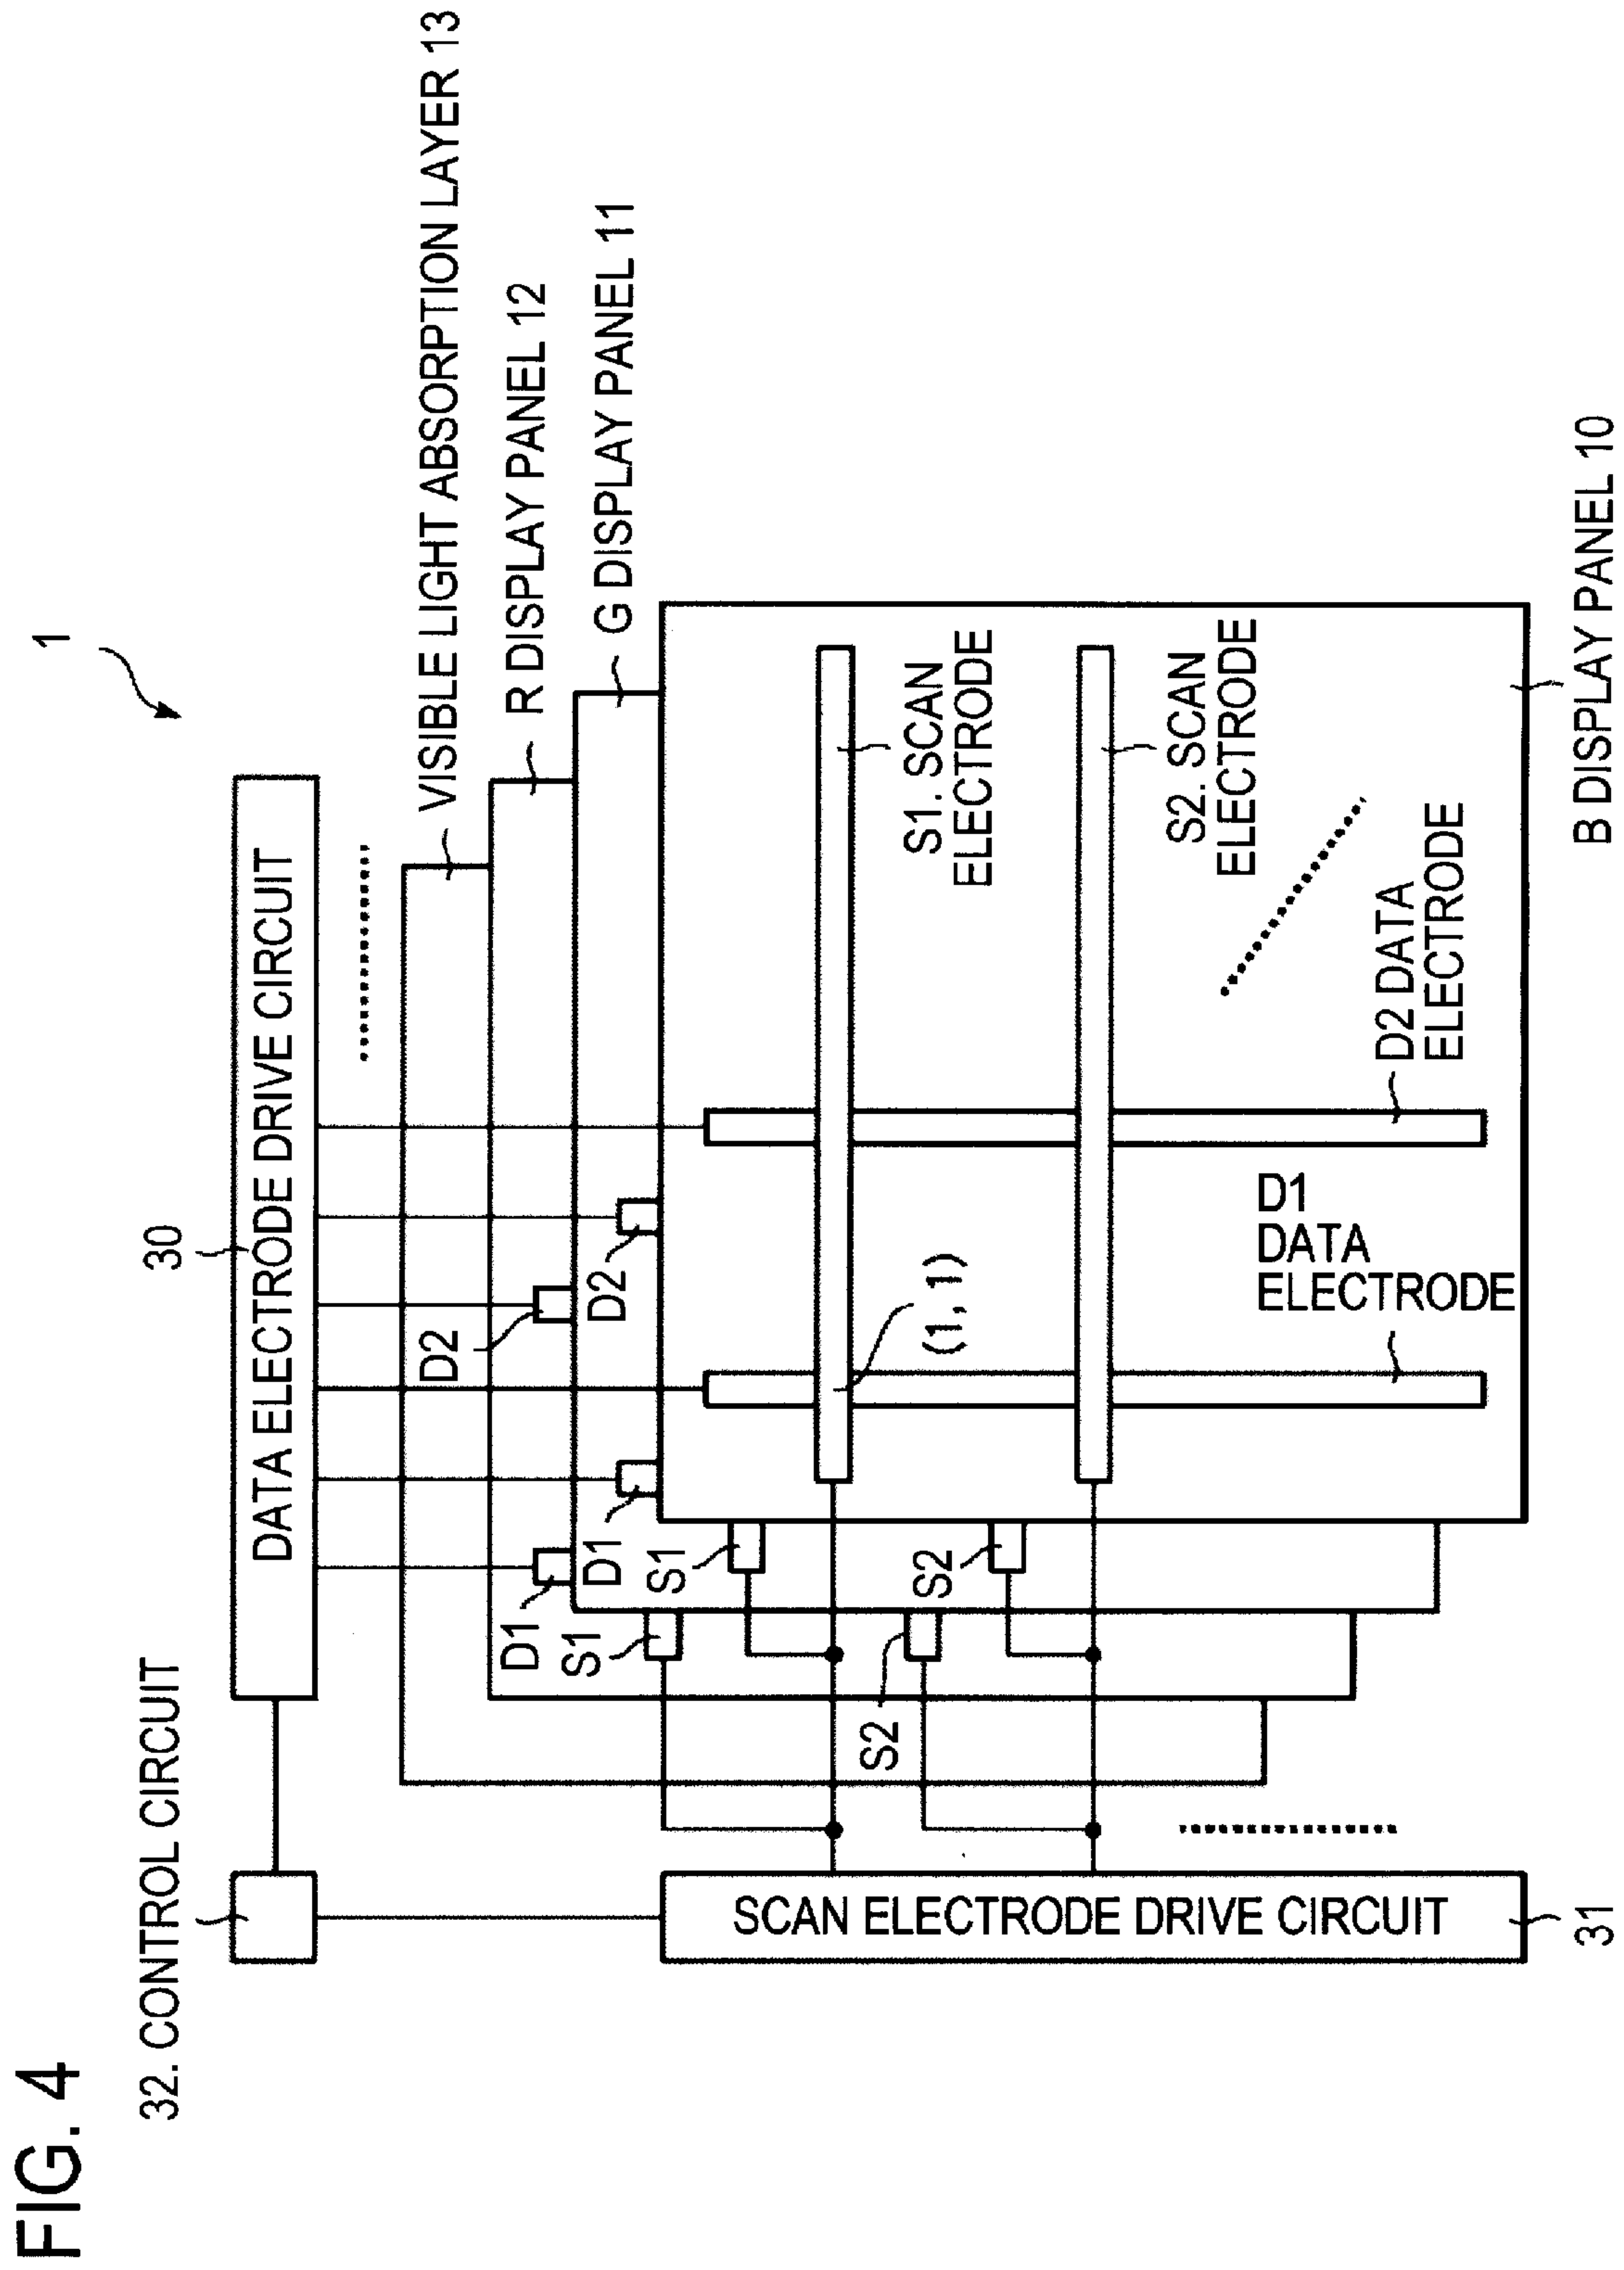 FIG. 4
1
32. CONTROL CIRCUIT
30
DATA ELECTRODE DRIVE CIRCUIT
VISIBLE LIGHT ABSORPTION LAYER 13
R DISPLAY PANEL 12
G DISPLAY PANEL 11
D2
D2
D1
D1
S1
S1
S2
S2
S1. SCAN
ELECTRODE
S2. SCAN
ELECTRODE
(1, 1)
D2 DATA
ELECTRODE
D1
DATA
ELECTRODE
SCAN ELECTRODE DRIVE CIRCUIT
31
B DISPLAY PANEL 10